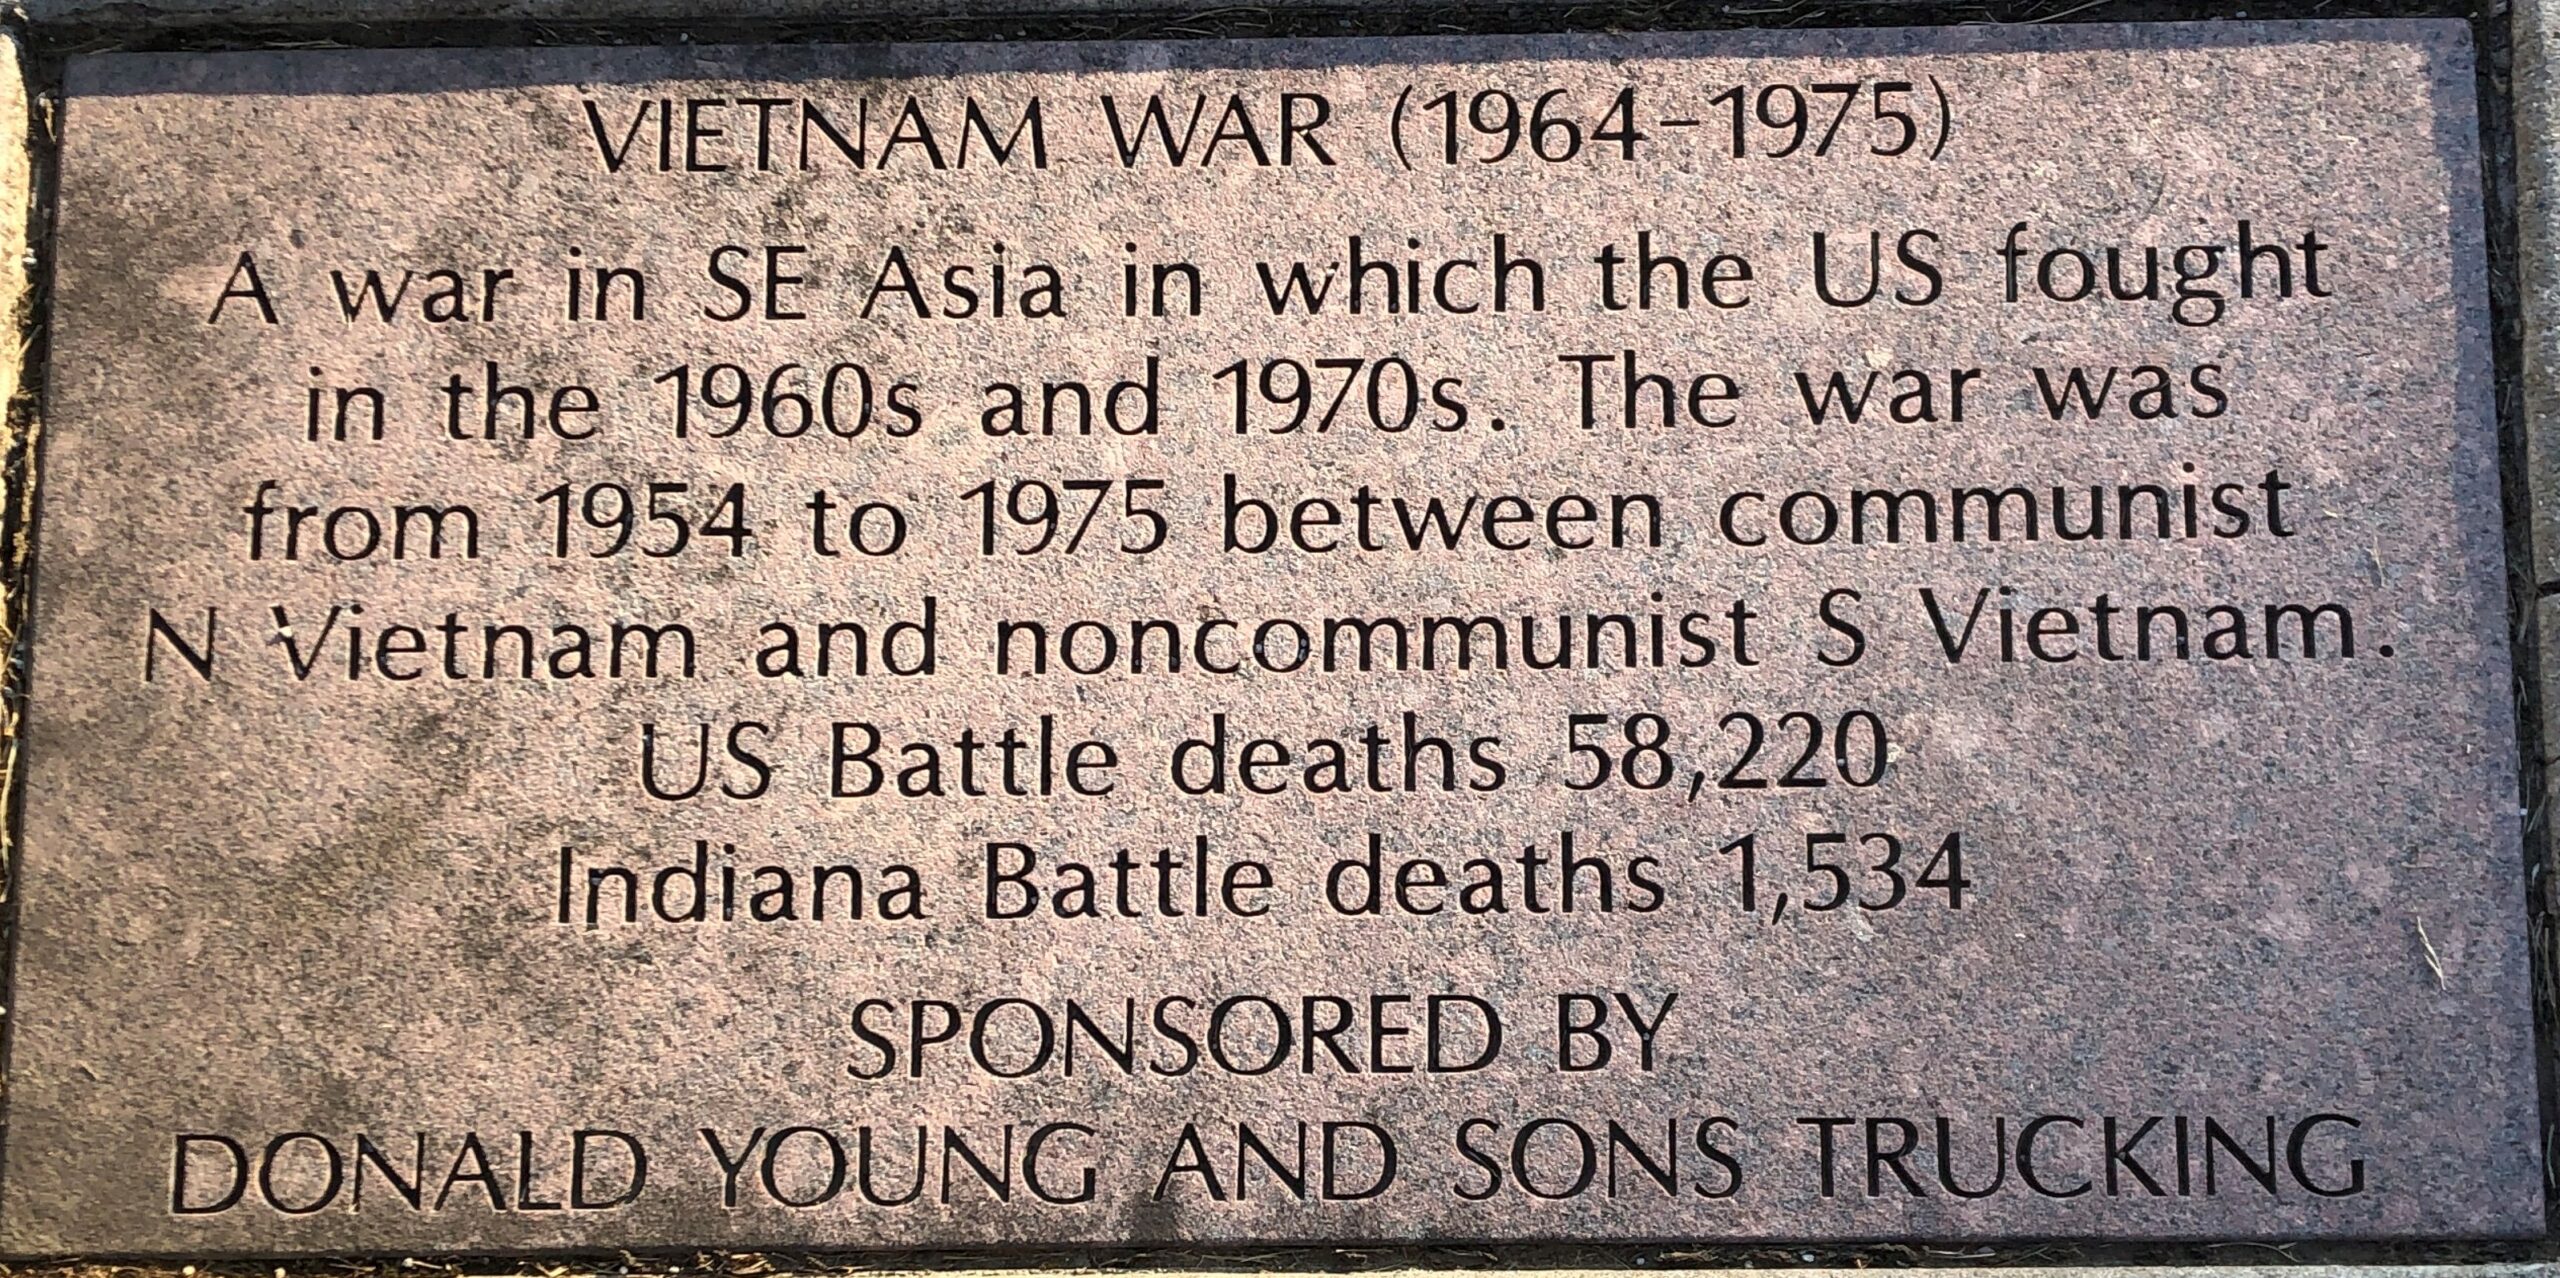 VIETNAM WAR (1964-1975)
A war in SE Asia in which the US fought
in the 1960s and 1970s. The war was
from 1954 to 1975 between communist
N Vietnam and noncommunist S Vietnam.
US Battle deaths 58,220
Indiana Battle deaths 1,534
SPONSORED BY
DONALD YOUNG AND SONS TRUCKING